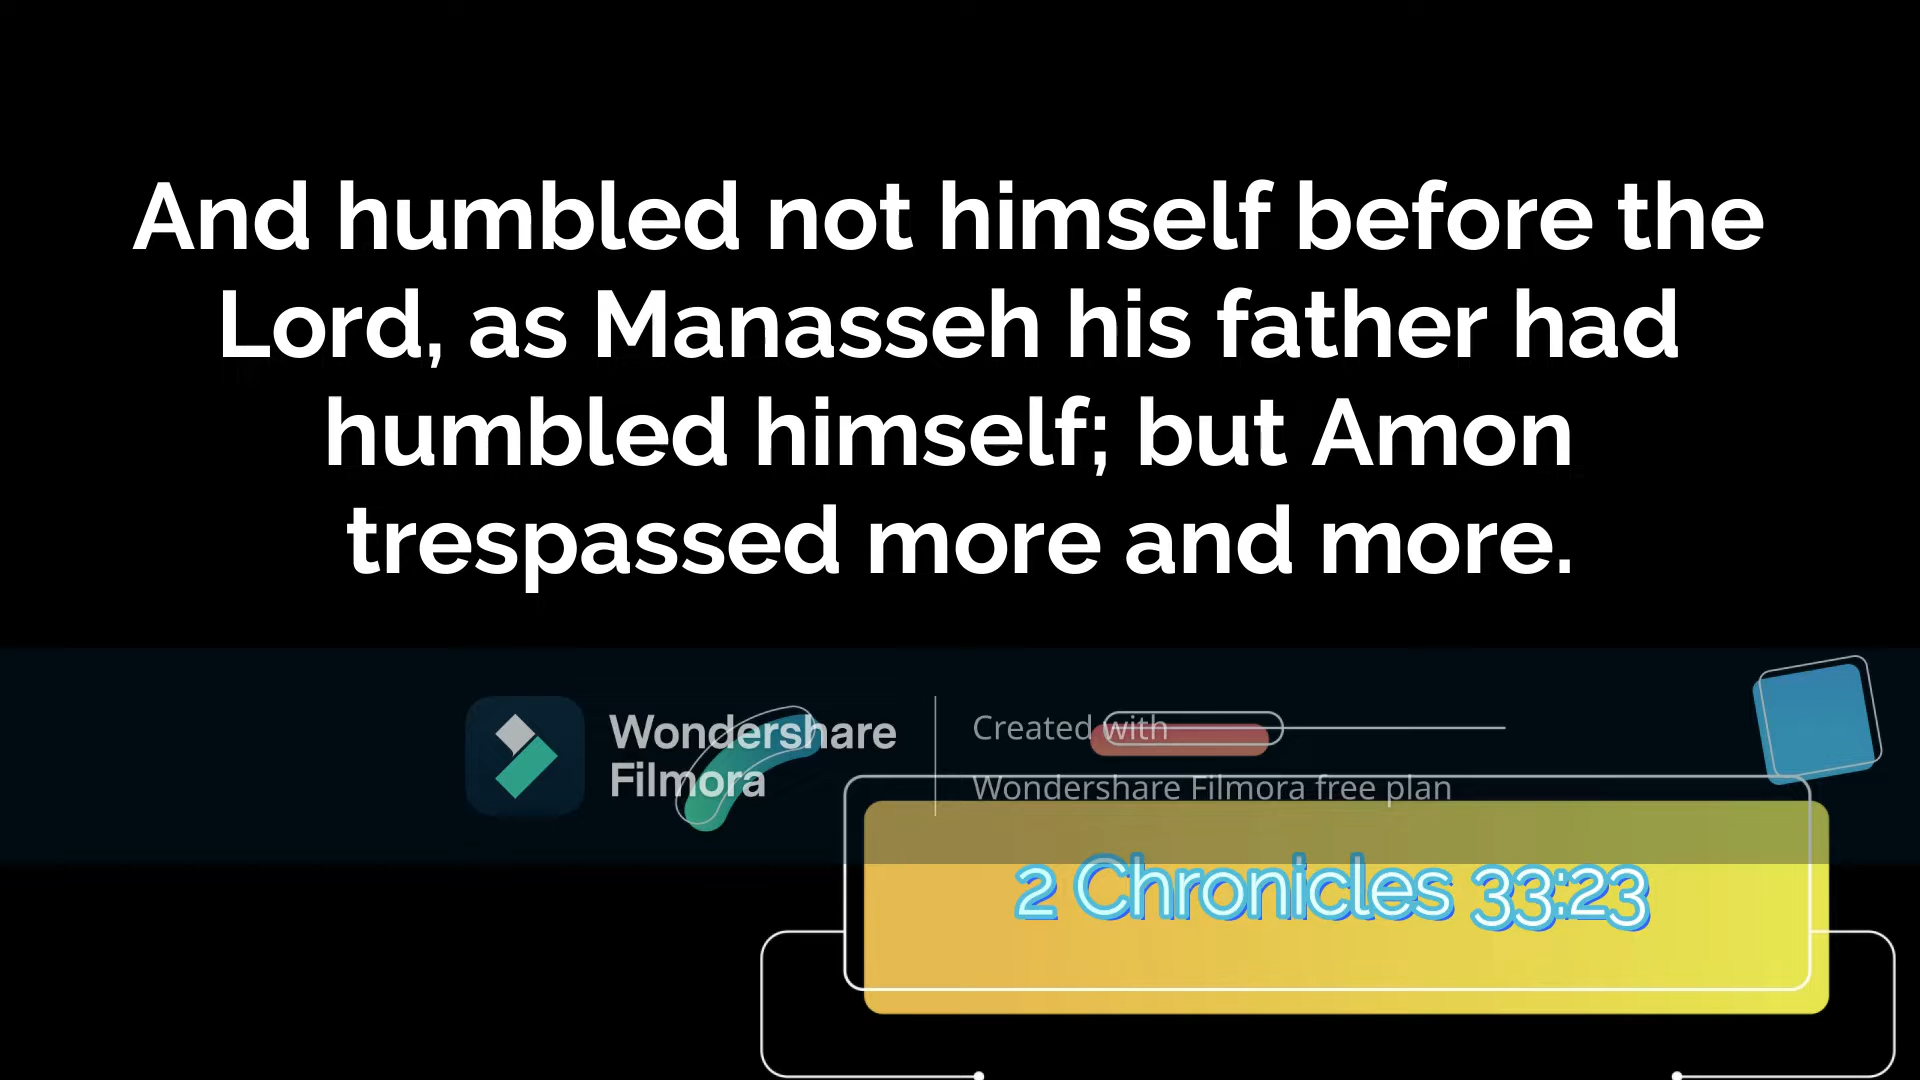 And humbled not himself before the
Lord, as Manasseh his father had
humbled himself; but Amon
trespassed more and more.
Wondershare
Filmora
Created with
Wondershare Filmora free plan
2 Chronicles 33:23